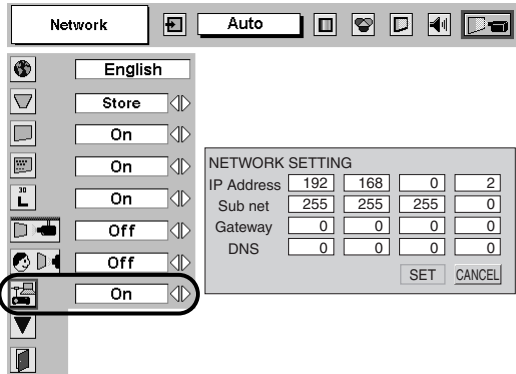 Network Auto
English
Store
On
On
30 L On
Off
Off
On
NETWORK SETTING
IP Address 192 168 0 2
Sub net 255 255 255 0
Gateway 0 0 0 0
DNS 0 0 0 0
SET CANCEL